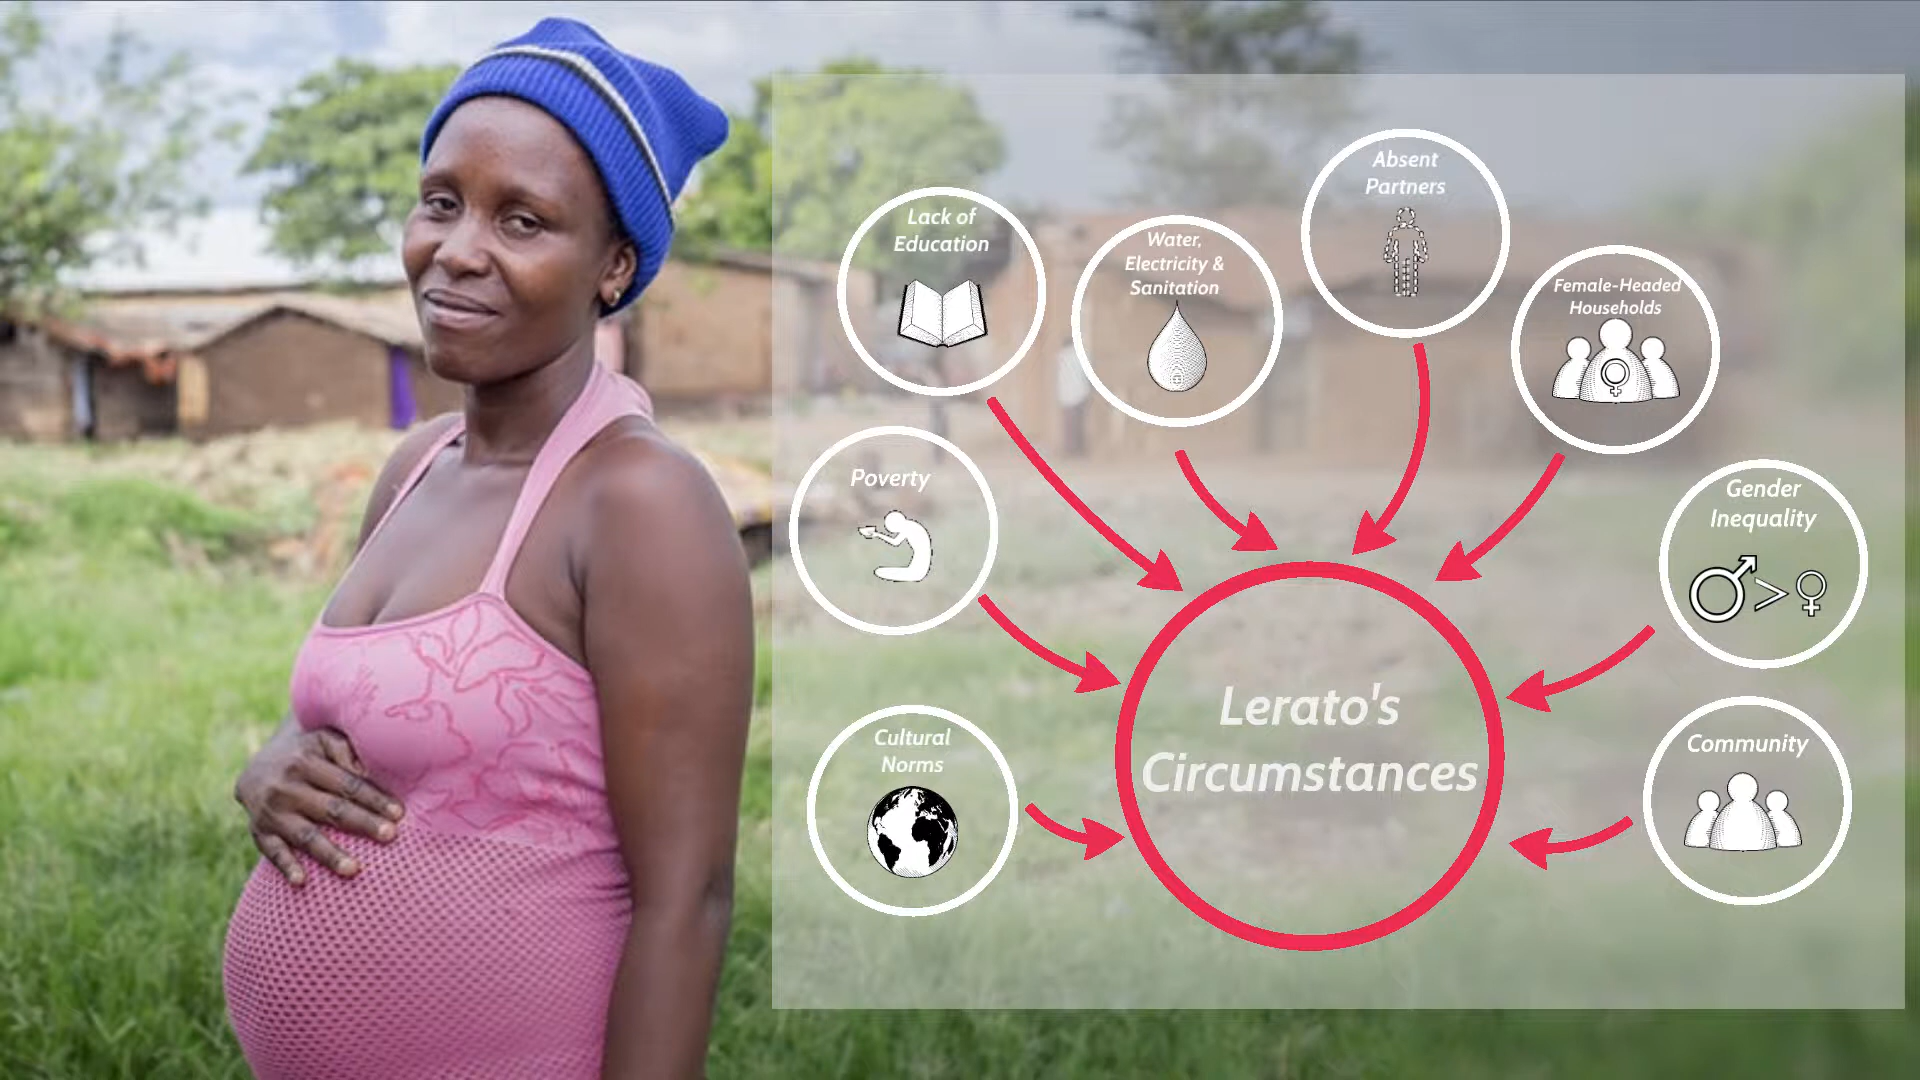 Absent
Partners
Lack of
Education
Water,
Electricity &
Sanitation
Female-Headed
Households
Poverty
Gender
Inequality
Cultural
Norms
Lerato's
Circumstances
Community